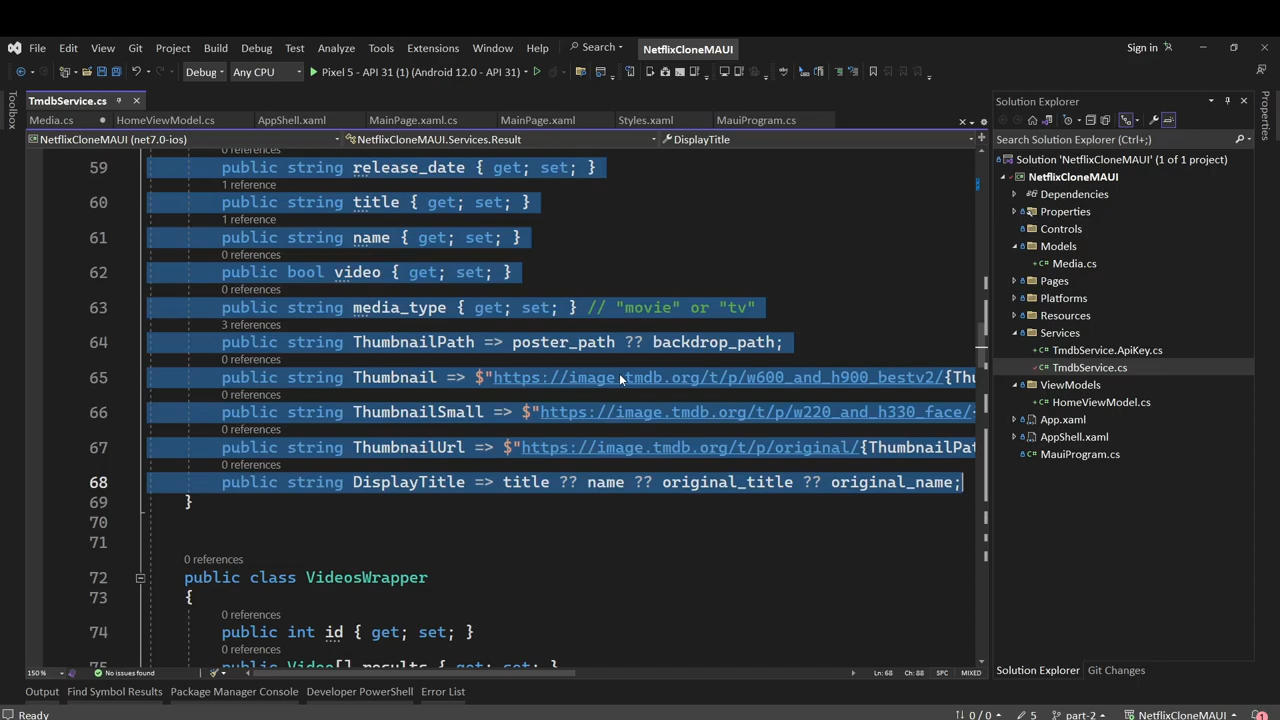 File Edit View Git Project Build Debug Test Analyze Tools Extensions Window Help Search NetflixCloneMAUI Sign in
Debug Any CPU Pixel 5 - API 31 (1) (Android 12.0 - API 31)
Toolbox
TmdbService.cs
Media.cs HomeViewModel.cs AppShell.xaml MainPage.xaml.cs MainPage.xaml Styles.xaml MauiProgram.cs
NetflixCloneMAUI (net7.0-ios) NetflixCloneMAUI.Services.Result DisplayTitle
0 references
59 public string release_date { get; set; }
1 reference
60 public string title { get; set; }
1 reference
61 public string name { get; set; }
0 references
62 public bool video { get; set; }
0 references
63 public string media_type { get; set; } // "movie" or "tv"
3 references
64 public string ThumbnailPath => poster_path ?? backdrop_path;
0 references
65 public string Thumbnail => $"https://image.tmdb.org/t/p/w600_and_h900_bestv2/{Thu
0 references
66 public string ThumbnailSmall => $"https://image.tmdb.org/t/p/w220_and_h330_face/{
0 references
67 public string ThumbnailUrl => $"https://image.tmdb.org/t/p/original/{ThumbnailPat
0 references
68 public string DisplayTitle => title ?? name ?? original_title ?? original_name;
69 }
70
71
0 references
72 public class VideosWrapper
73 {
0 references
74 public int id { get; set; }
0 references
75 public Video[] results { get; set; }
150 % No issues found Ln: 68 Ch: 88 SPC MIXED
Output Find Symbol Results Package Manager Console Developer PowerShell Error List
Solution Explorer
Search Solution Explorer (Ctrl+;)
Solution 'NetflixCloneMAUI' (1 of 1 project)
NetflixCloneMAUI
Dependencies
Properties
Controls
Models
Media.cs
Pages
Platforms
Resources
Services
TmdbService.ApiKey.cs
TmdbService.cs
ViewModels
HomeViewModel.cs
App.xaml
AppShell.xaml
MauiProgram.cs
Solution Explorer Git Changes
Properties
Ready 0 / 0 5 part-2 NetflixCloneMAUI 1